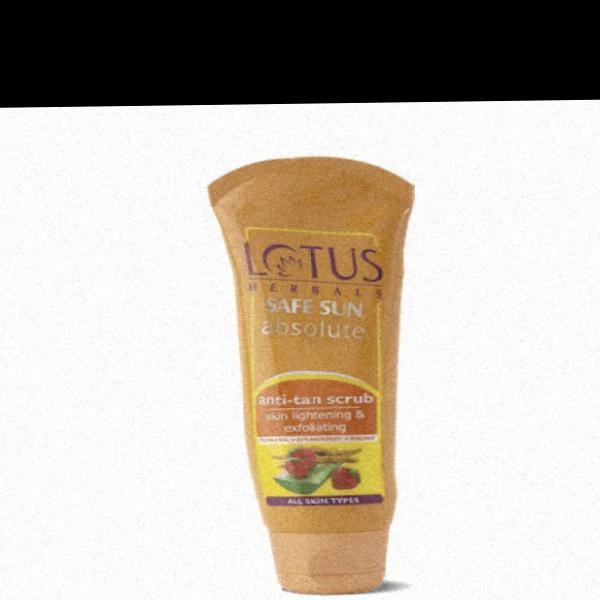 LOTUS
HERBALS
SAFE SUN
absolute
anti-tan scrub
skin lightening &
exfoliating
ALL SKIN TYPES